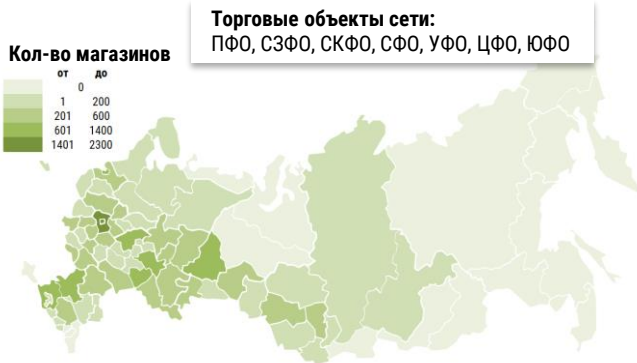 Торговые объекты сети:
ПФО, СЗФО, СКФО, СФО, УФО, ЦФО, ЮФО
Кол-во магазинов
от до
0
1 200
201 600
601 1400
1401 2300